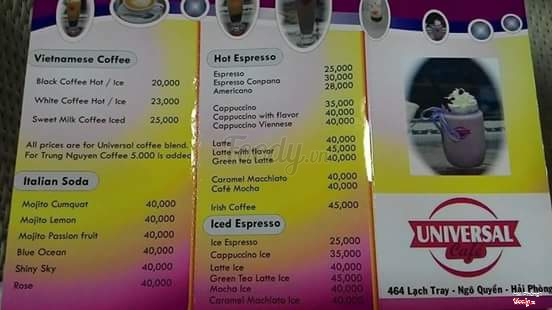 Vietnamese Coffee
Black Coffee Hot / Ice 20,000
White Coffee Hot / Ice 23,000
Sweet Milk Coffee Iced 25,000
All prices are for Universal coffee blend.
For Trung Nguyen Coffee 5.000 is added
Italian Soda
Mojito Cumquat 40,000
Mojito Lemon 40,000
Mojito Passion fruit 40,000
Blue Ocean 40,000
Shiny Sky 40,000
Rose 40,000
Hot Espresso
Espresso 25,000
Espresso Conpana 30,000
Americano 28,000
Cappuccino 35,000
Cappuccino with flavor 40,000
Cappuccino Viennese 40,000
Latte 40,000
Latte with flavor 45,000
Green tea Latte 40,000
Caramel Macchiato 40,000
Café Mocha 40,000
Irish Coffee 45,000
Iced Espresso
Ice Espresso 25,000
Cappuccino Ice 35,000
Latte Ice 40,000
Green Tea Latte Ice 45,000
Mocha Ice 40,000
Caramel Machiato Ice 40,000
Foody.vn
UNIVERSAL
Café
464 Lạch Tray - Ngô Quyền - Hải Phòng